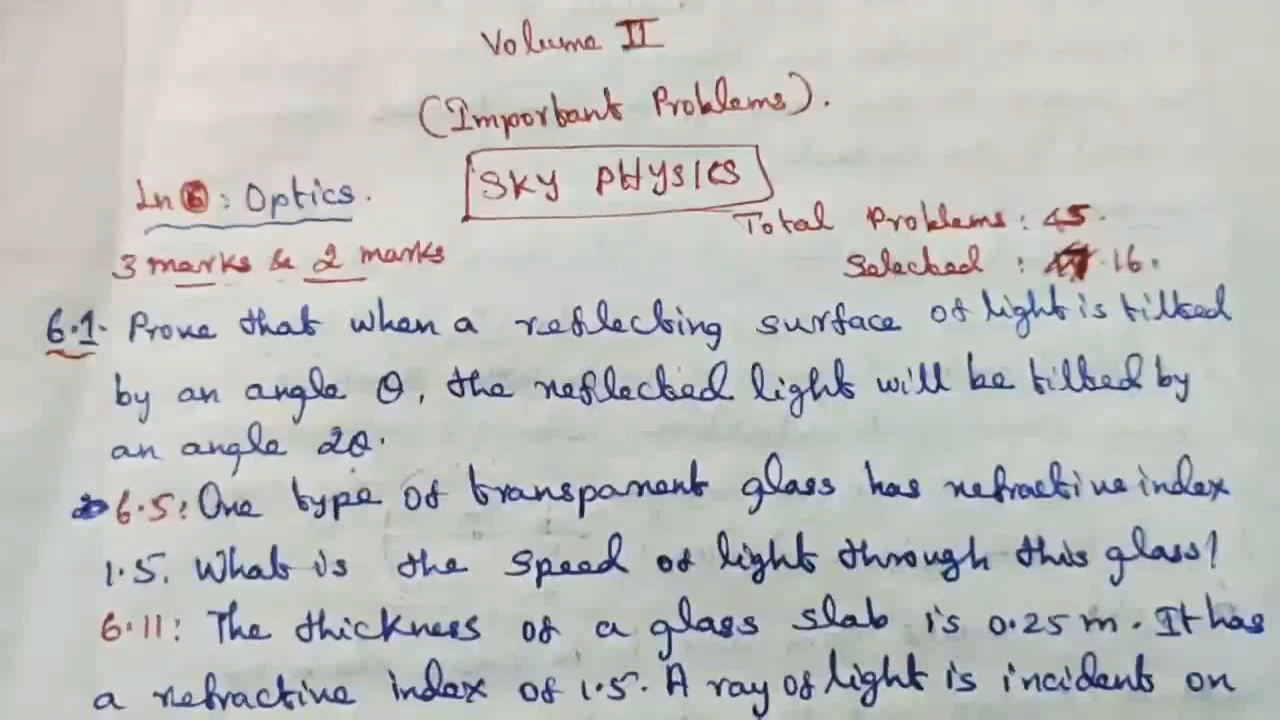 Volume II
(Important Problems).
SKY PHYSICS
Ln 6: Optics.
Total Problems: 45.
3 marks & 2 marks
Selected : 16.
6.1. Prove that when a reflecting surface of light is tilted
by an angle θ, the reflected light will be tilted by
an angle 2θ.
6.5: One type of transparent glass has refractive index
1.5. What is the speed of light through this glass?
6.11: The thickness of a glass slab is 0.25 m. It has
a refractive index of 1.5. A ray of light is incident on